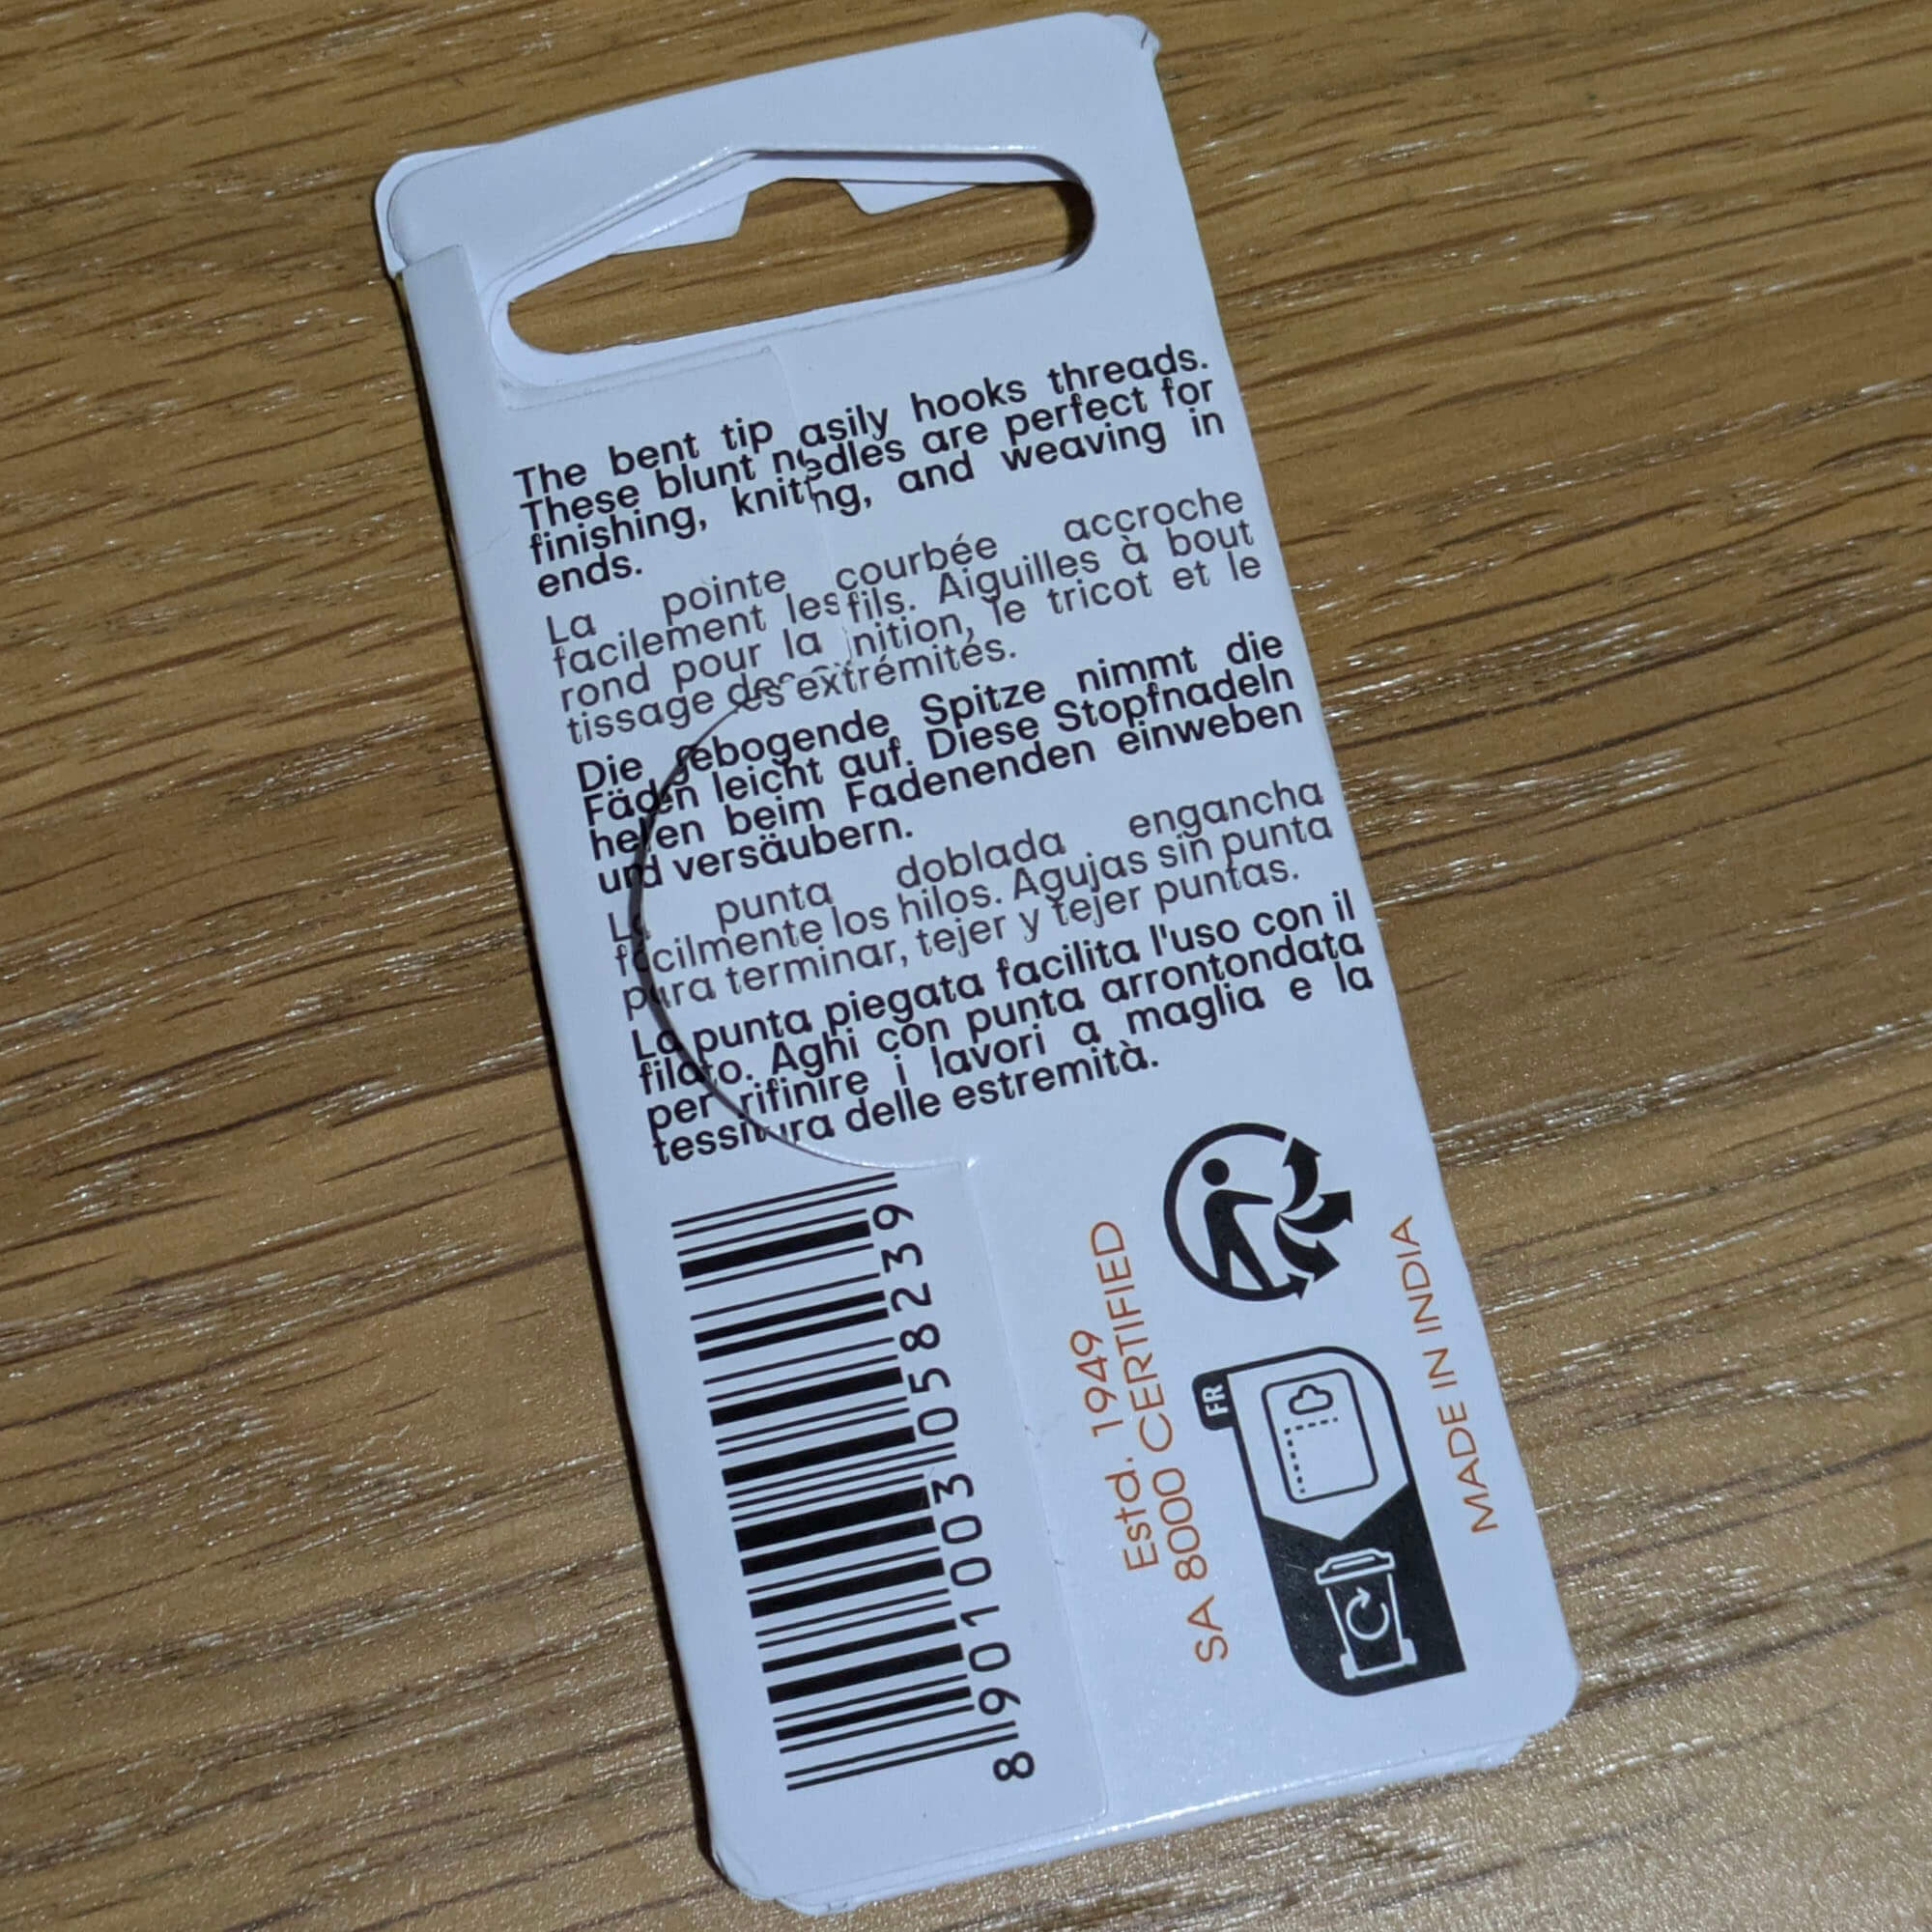 The bent tip easily hooks threads.
These blunt needles are perfect for
finishing, knitting, and weaving in
ends.
La pointe courbée accroche
facilement les fils. Aiguilles à bout
rond pour la nition, le tricot et le
tissage des extrémités.
Die gebogende Spitze nimmt die
Fäden leicht auf. Diese Stopfnadeln
helfen beim Fadenenden einweben
und versäubern.
La punta doblada engancha
fácilmente los hilos. Agujas sin punta
para terminar, tejer y tejer puntas.
La punta piegata facilita l'uso con il
filato. Aghi con punta arrontondata
per rifinire i lavori a maglia e la
tessitura delle estremità.
8 901003 058239
Estd. 1949
SA 8000 CERTIFIED
FR
MADE IN INDIA